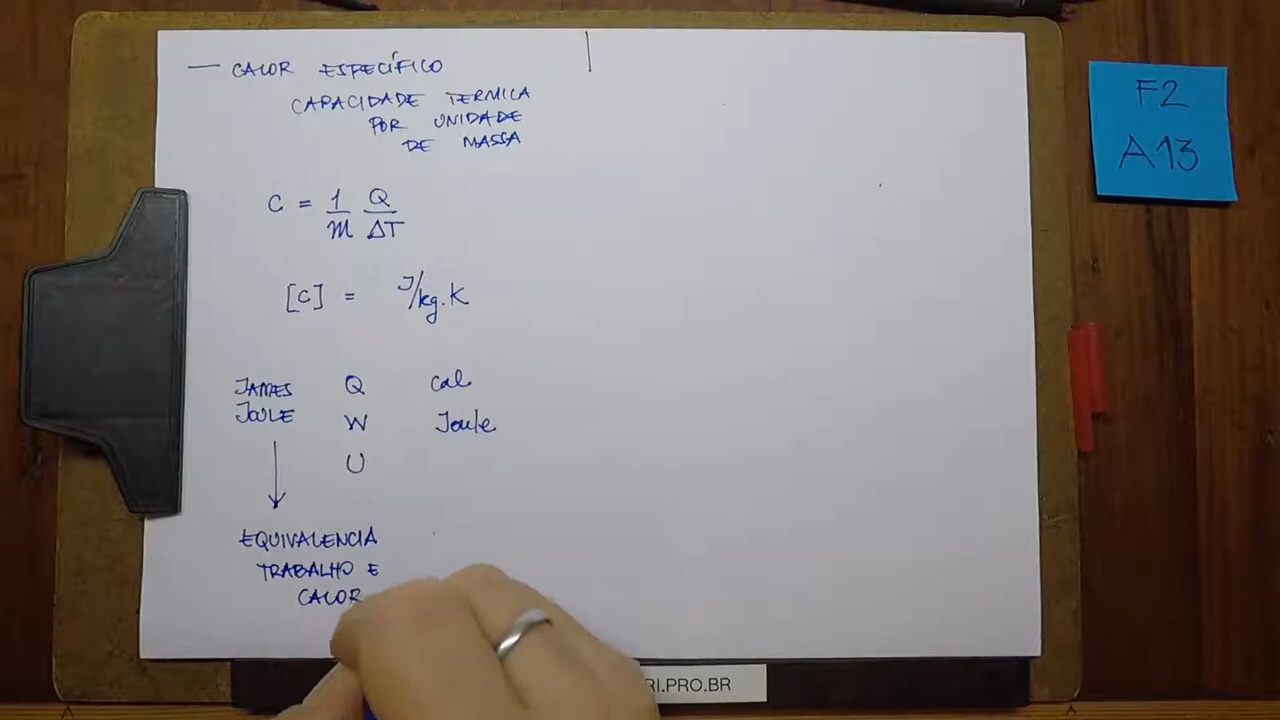 — CALOR ESPECÍFICO
CAPACIDADE TERMICA
POR UNIDADE
DE MASSA
C = 1/m Q/ΔT
[C] = J/kg.K
JAMES Q cal
JOULE W Joule
U
EQUIVALENCIA
TRABALHO E
CALOR
F2
A13
RI.PRO.BR